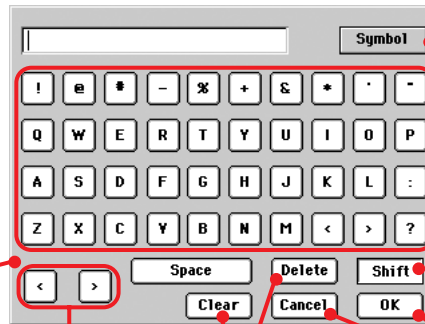 Symbol
! @ # - % + & * ' "
Q W E R T Y U I O P
A S D F G H J K L :
Z X C Y B N M < > ?
< > Space Delete Shift
Clear Cancel OK